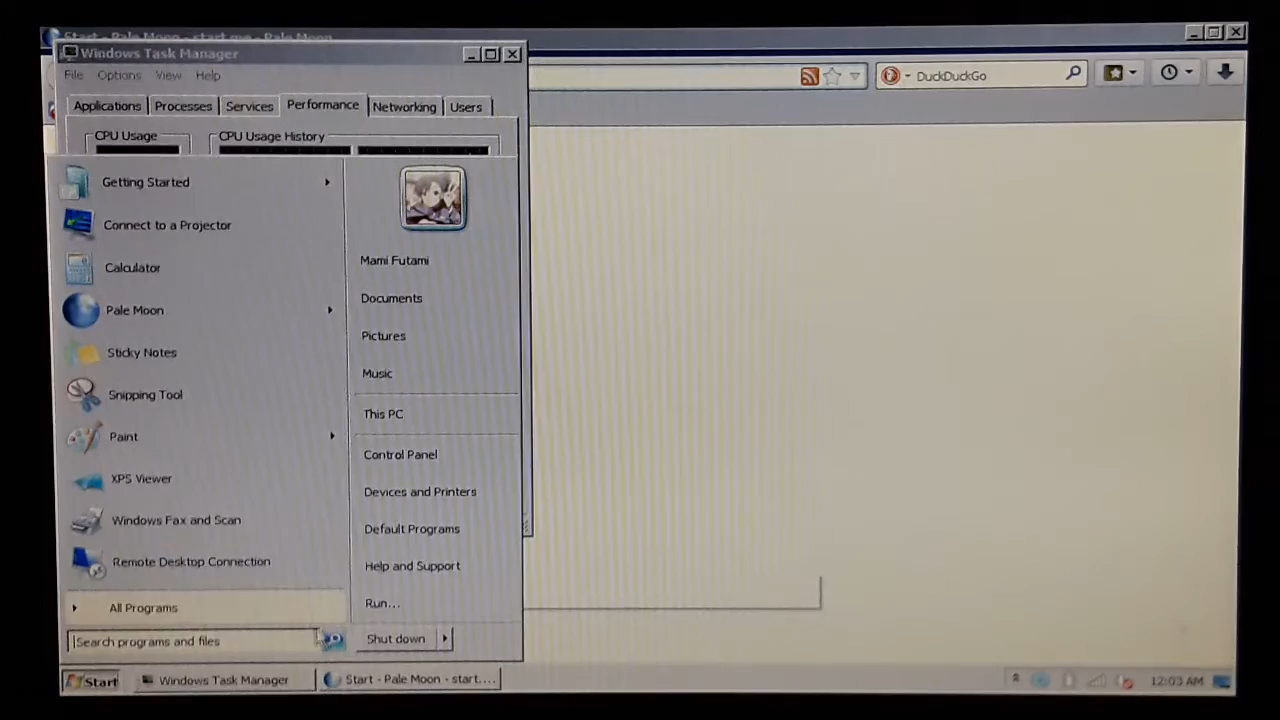 Start - Pale Moon - start.me - Pale Moon
Windows Task Manager
File Options View Help
DuckDuckGo
Applications Processes Services Performance Networking Users
CPU Usage CPU Usage History
Getting Started
Connect to a Projector
Calculator
Pale Moon
Sticky Notes
Snipping Tool
Paint
XPS Viewer
Windows Fax and Scan
Remote Desktop Connection
All Programs
Search programs and files
Mami Futami
Documents
Pictures
Music
This PC
Control Panel
Devices and Printers
Default Programs
Help and Support
Run...
Shut down
Start Windows Task Manager Start - Pale Moon - start.... 12:03 AM